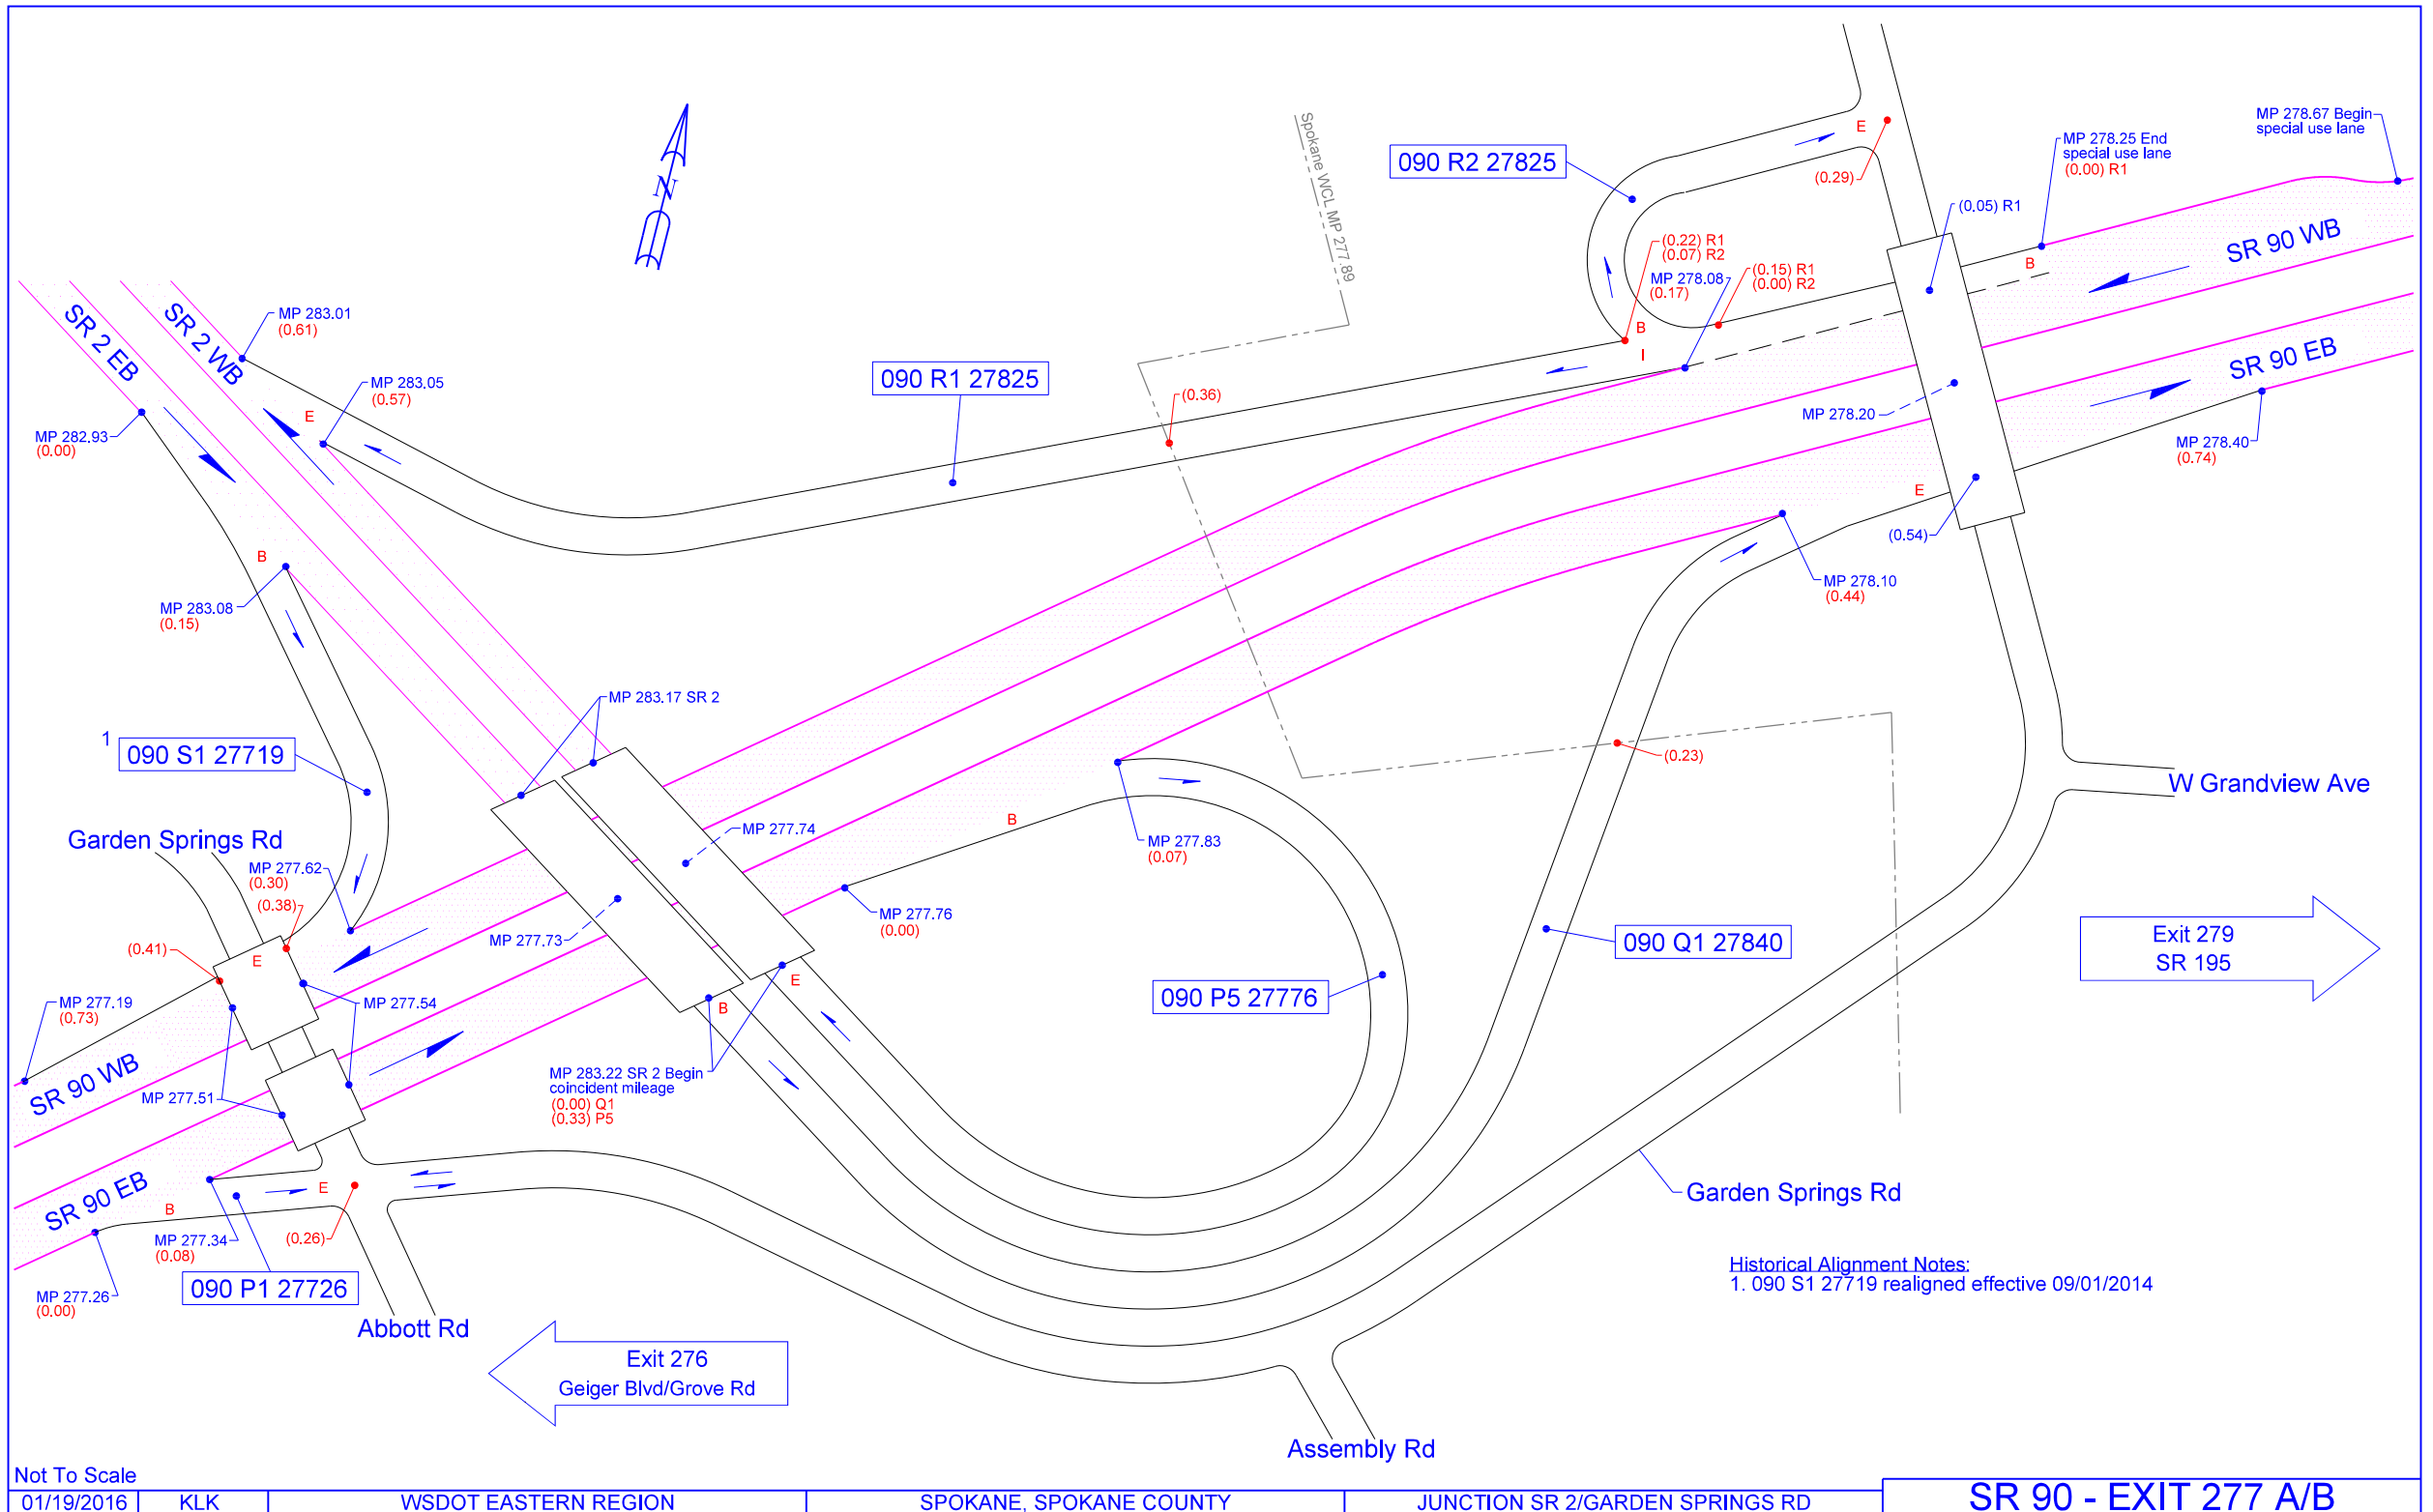 MP 278.67 Begin
special use lane
MP 278.25 End
special use lane
(0.00) R1
Spokane WCL MP 277.89
090 R2 27825
E
(0.29)
(0.05) R1
SR 90 WB
B
(0.22) R1
(0.07) R2
(0.15) R1
(0.00) R2
MP 278.08
(0.17)
N
MP 283.01
(0.61)
SR 2 EB
SR 2 WB
B
I
SR 90 EB
090 R1 27825
MP 283.05
(0.57)
(0.36)
E
MP 278.20
MP 282.93
(0.00)
MP 278.40
(0.74)
E
(0.54)
B
MP 278.10
(0.44)
MP 283.08
(0.15)
MP 283.17 SR 2
1
090 S1 27719
(0.23)
W Grandview Ave
Garden Springs Rd
MP 277.74
B
MP 277.83
(0.07)
MP 277.62
(0.30)
(0.38)
MP 277.76
(0.00)
MP 277.73
090 Q1 27840
Exit 279
SR 195
(0.41)
E
E
090 P5 27776
MP 277.19
(0.73)
MP 277.54
B
SR 90 WB
MP 277.51
MP 283.22 SR 2 Begin
coincident mileage
(0.00) Q1
(0.33) P5
SR 90 EB
E
B
Garden Springs Rd
MP 277.34
(0.08)
(0.26)
090 P1 27726
MP 277.26
(0.00)
Historical Alignment Notes:
1. 090 S1 27719 realigned effective 09/01/2014
Abbott Rd
Exit 276
Geiger Blvd/Grove Rd
Assembly Rd
Not To Scale
01/19/2016
KLK
WSDOT EASTERN REGION
SPOKANE, SPOKANE COUNTY
JUNCTION SR 2/GARDEN SPRINGS RD
SR 90 - EXIT 277 A/B